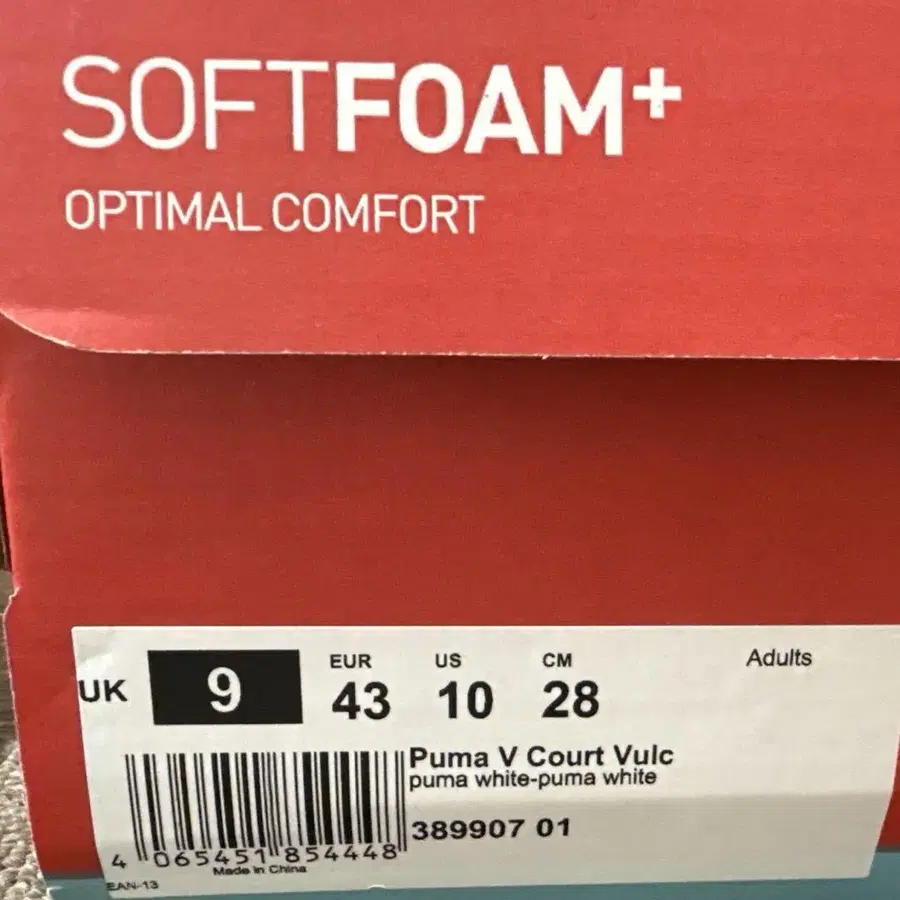 SOFTFOAM+
OPTIMAL COMFORT
UK 9 EUR 43 US 10 CM 28 Adults
Puma V Court Vulc
puma white-puma white
389907 01
4 065451 854448
Made in China
EAN-13